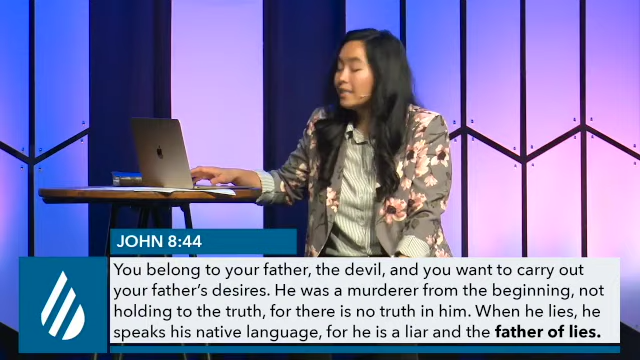 JOHN 8:44
You belong to your father, the devil, and you want to carry out
your father's desires. He was a murderer from the beginning, not
holding to the truth, for there is no truth in him. When he lies, he
speaks his native language, for he is a liar and the father of lies.